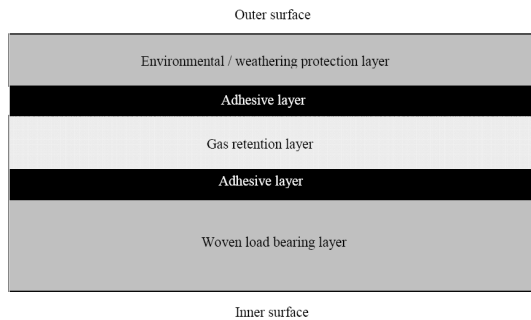 Outer surface
Environmental / weathering protection layer
Adhesive layer
Gas retention layer
Adhesive layer
Woven load bearing layer
Inner surface